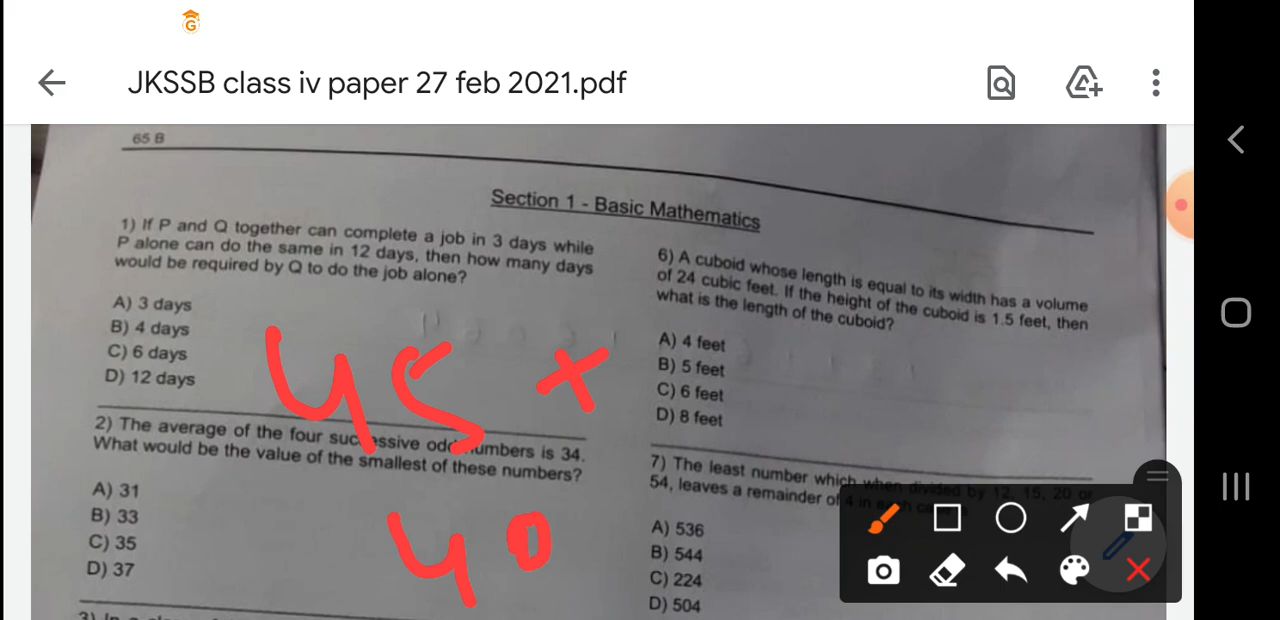 G
JKSSB class iv paper 27 feb 2021.pdf
65 B
Section 1 - Basic Mathematics
1) If P and Q together can complete a job in 3 days while
P alone can do the same in 12 days, then how many days
would be required by Q to do the job alone?
A) 3 days
B) 4 days
C) 6 days
D) 12 days
45 ×
2) The average of the four successive odd numbers is 34.
What would be the value of the smallest of these numbers?
A) 31
B) 33
C) 35
D) 37
40
6) A cuboid whose length is equal to its width has a volume
of 24 cubic feet. If the height of the cuboid is 1.5 feet, then
what is the length of the cuboid?
A) 4 feet
B) 5 feet
C) 6 feet
D) 8 feet
7) The least number which when divided by 12, 15, 20 or
54, leaves a remainder of 4 in each
A) 536
B) 544
C) 224
D) 504
3) In a